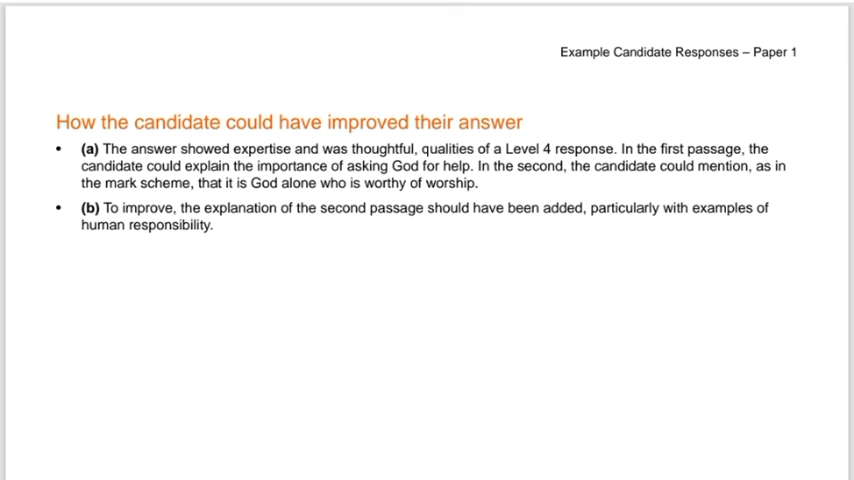 Example Candidate Responses – Paper 1
How the candidate could have improved their answer
• (a) The answer showed expertise and was thoughtful, qualities of a Level 4 response. In the first passage, the
candidate could explain the importance of asking God for help. In the second, the candidate could mention, as in
the mark scheme, that it is God alone who is worthy of worship.
• (b) To improve, the explanation of the second passage should have been added, particularly with examples of
human responsibility.